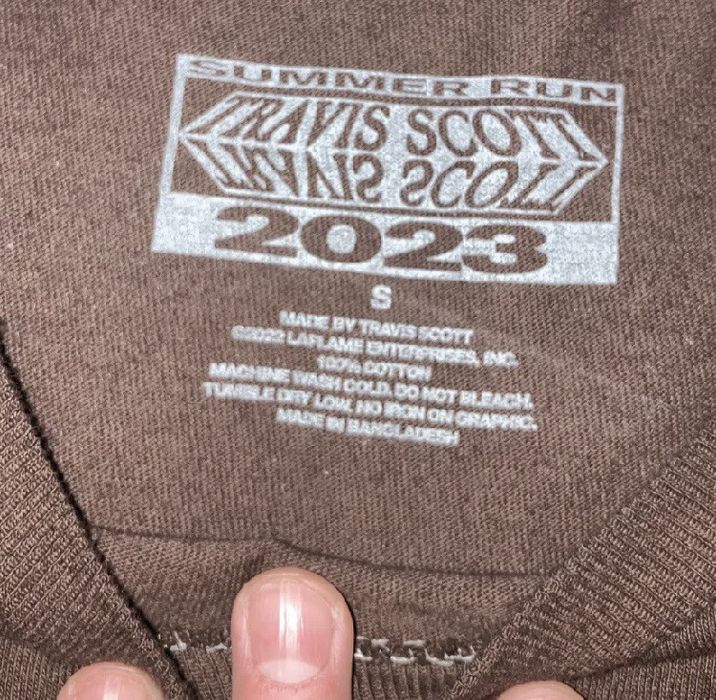 SUMMER RUN
TRAVIS SCOTT
TRAVIS SCOTT
2023
S
MADE BY TRAVIS SCOTT
©2022 LAFLAME ENTERPRISES, INC.
100% COTTON
MACHINE WASH COLD. DO NOT BLEACH.
TUMBLE DRY LOW. NO IRON ON GRAPHIC.
MADE IN BANGLADESH